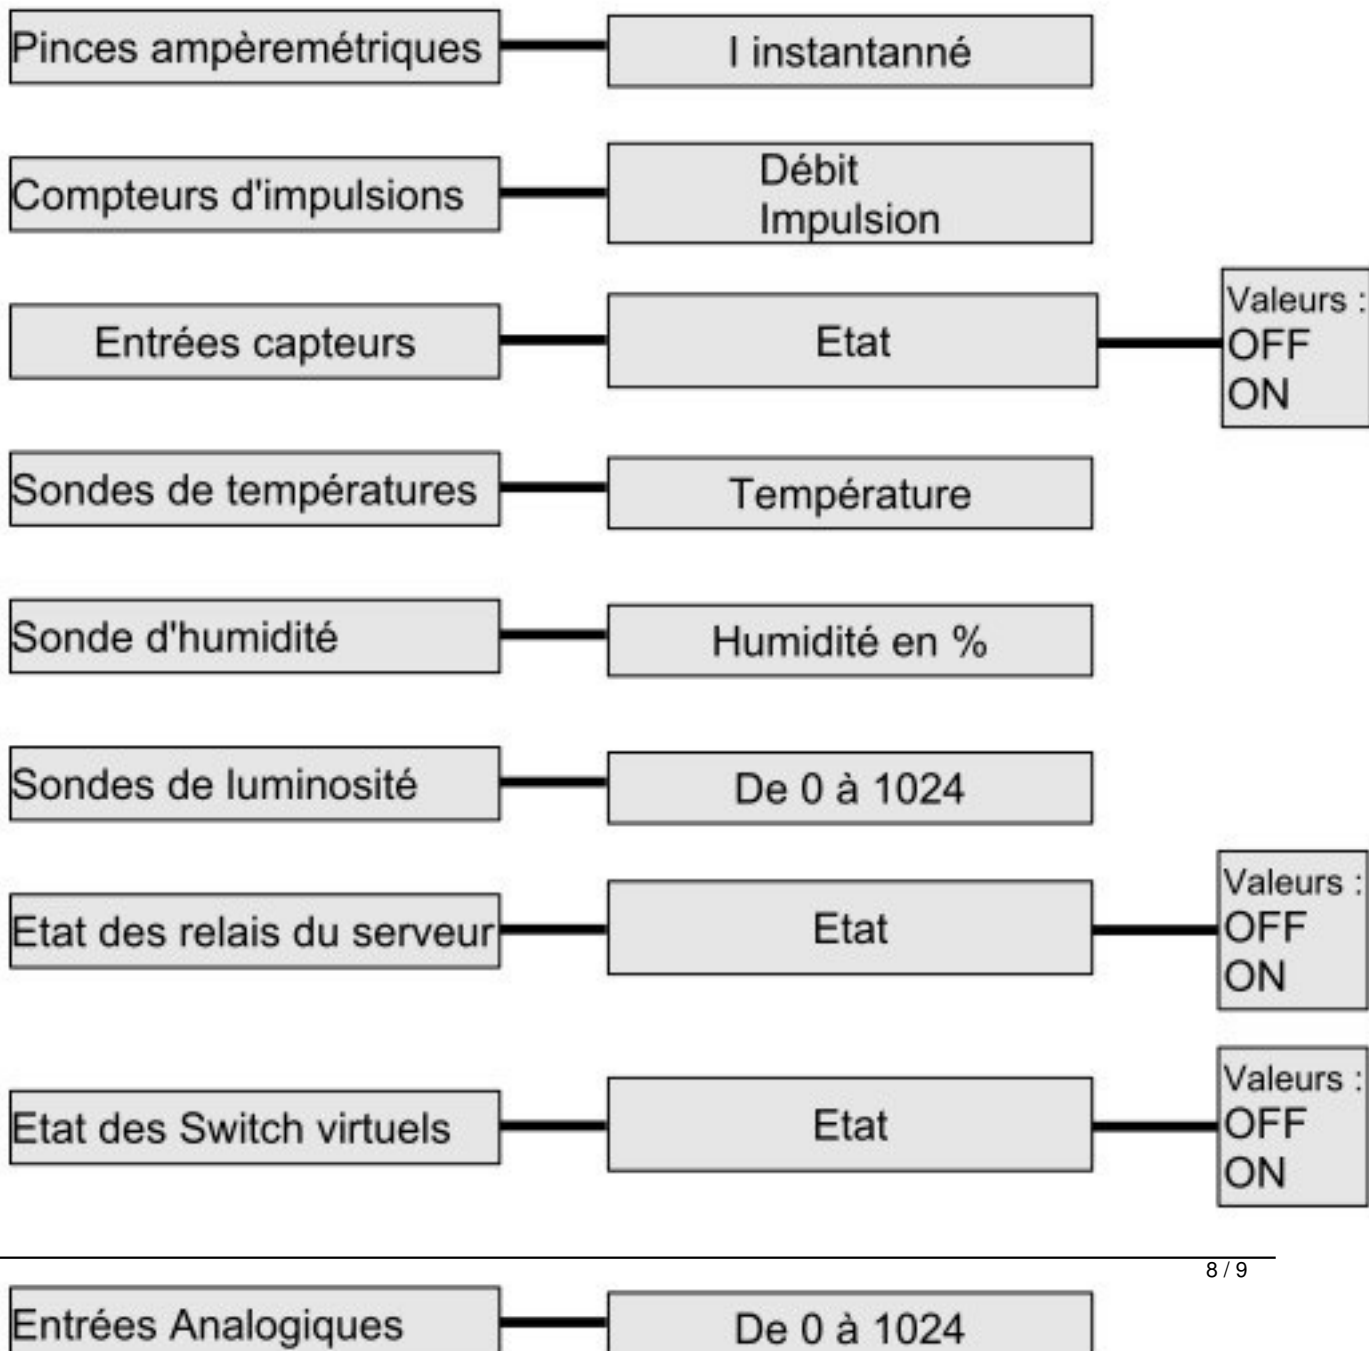 Pinces ampèremétriques
I instantanné
Compteurs d'impulsions
Débit
Impulsion
Entrées capteurs
Etat
Valeurs :
OFF
ON
Sondes de températures
Température
Sonde d'humidité
Humidité en %
Sondes de luminosité
De 0 à 1024
Etat des relais du serveur
Etat
Valeurs :
OFF
ON
Etat des Switch virtuels
Etat
Valeurs :
OFF
ON
8 / 9
Entrées Analogiques
De 0 à 1024